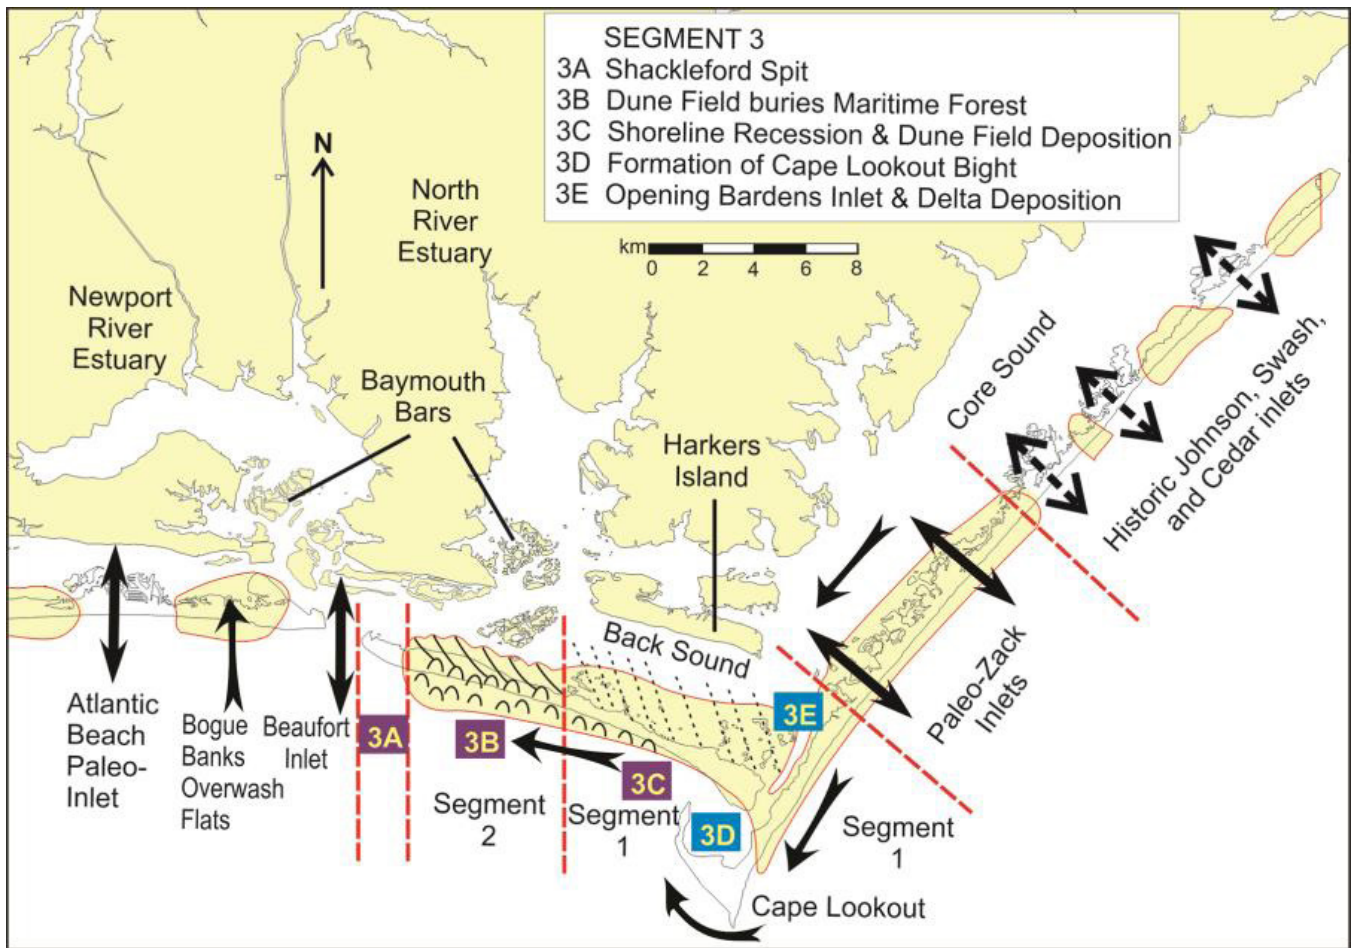 SEGMENT 3
3A Shackleford Spit
3B Dune Field buries Maritime Forest
3C Shoreline Recession & Dune Field Deposition
3D Formation of Cape Lookout Bight
3E Opening Bardens Inlet & Delta Deposition
N
km
0 2 4 6 8
North
River
Estuary
Newport
River
Estuary
Baymouth
Bars
Harkers
Island
Core Sound
Historic Johnson, Swash,
and Cedar inlets
Back Sound
Paleo-Zack
Inlets
Atlantic
Beach
Paleo-
Inlet
Bogue
Banks
Overwash
Flats
Beaufort
Inlet
3A
3B
3C
3D
3E
Segment
2
Segment
1
Segment
1
Cape Lookout